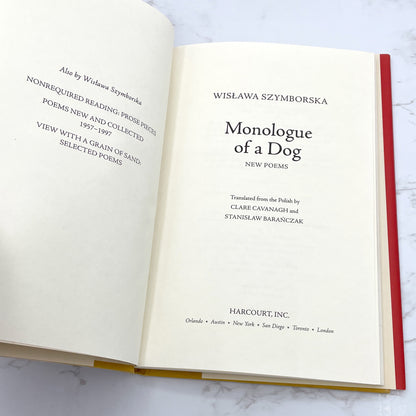 Also by Wisława Szymborska
NONREQUIRED READING: PROSE PIECES
POEMS NEW AND COLLECTED
1957–1997
VIEW WITH A GRAIN OF SAND:
SELECTED POEMS
WISŁAWA SZYMBORSKA
Monologue
of a Dog
NEW POEMS
Translated from the Polish by
CLARE CAVANAGH and
STANISŁAW BARAŃCZAK
HARCOURT, INC.
Orlando • Austin • New York • San Diego • Toronto • London